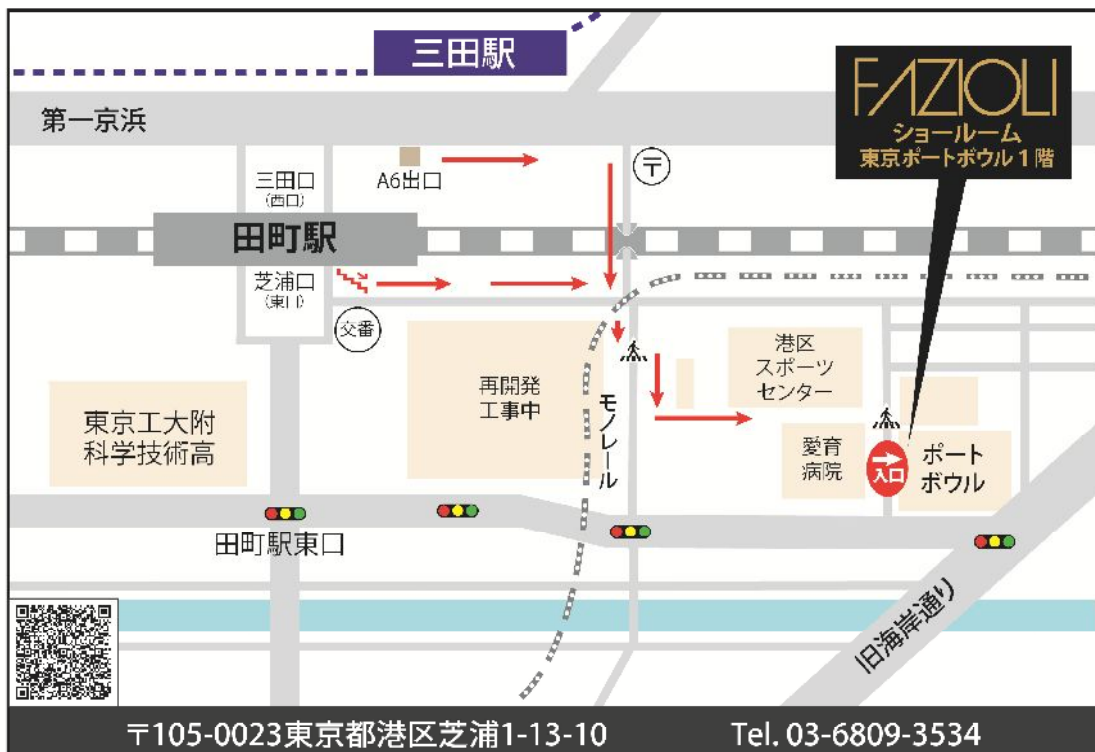 三田駅
第一京浜
FAZIOLI
ショールーム
東京ポートボウル1階
三田口
(西口)
A6出口
〒
田町駅
芝浦口
(東口)
交番
再開発
工事中
モノレール
港区
スポーツ
センター
東京工大附
科学技術高
愛育
病院
入口
ポート
ボウル
田町駅東口
旧海岸通り
〒105-0023東京都港区芝浦1-13-10
Tel. 03-6809-3534